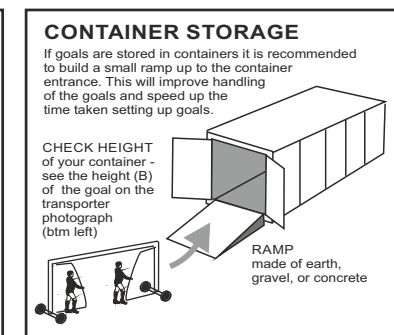 CONTAINER STORAGE
If goals are stored in containers it is recommended
to build a small ramp up to the container
entrance. This will improve handling
of the goals and speed up the
time taken setting up goals.
CHECK HEIGHT
of your container -
see the height (B)
of the goal on the
transporter
photograph
(btm left)
RAMP
made of earth,
gravel, or concrete